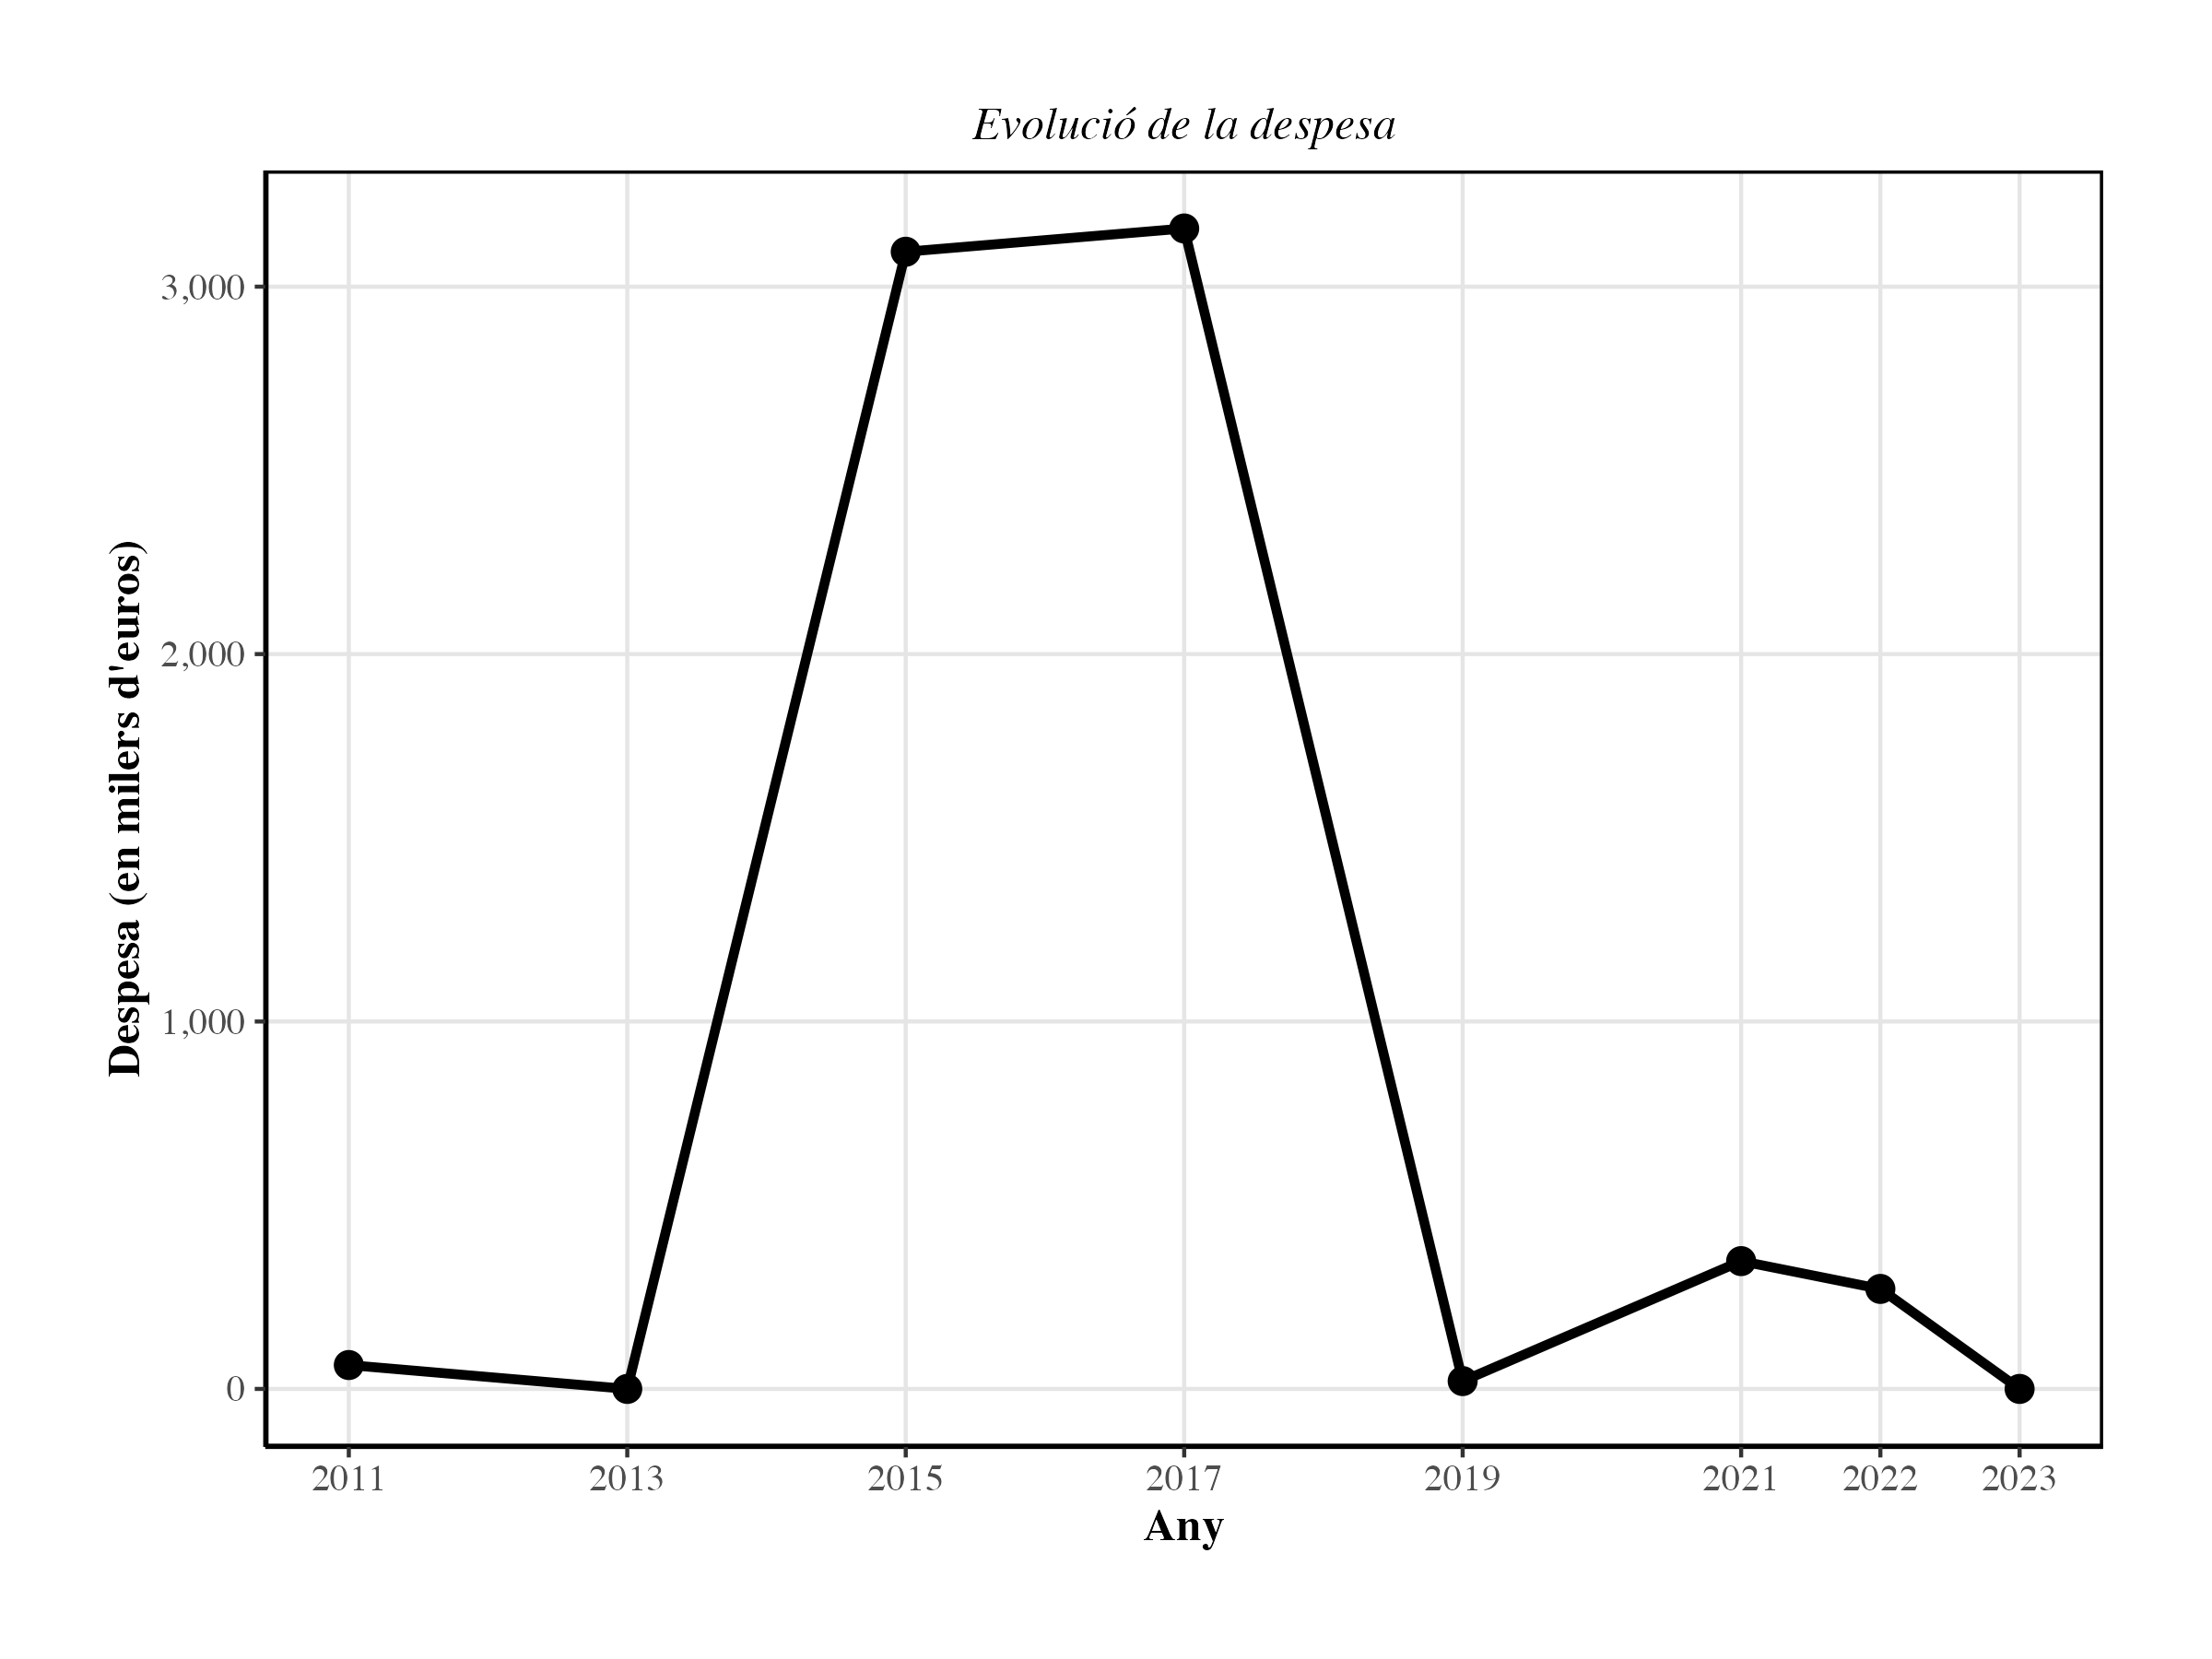 Evolució de la despesa
Despesa (en milers d'euros)
3,000
2,000
1,000
0
2011 2013 2015 2017 2019 2021 2022 2023
Any